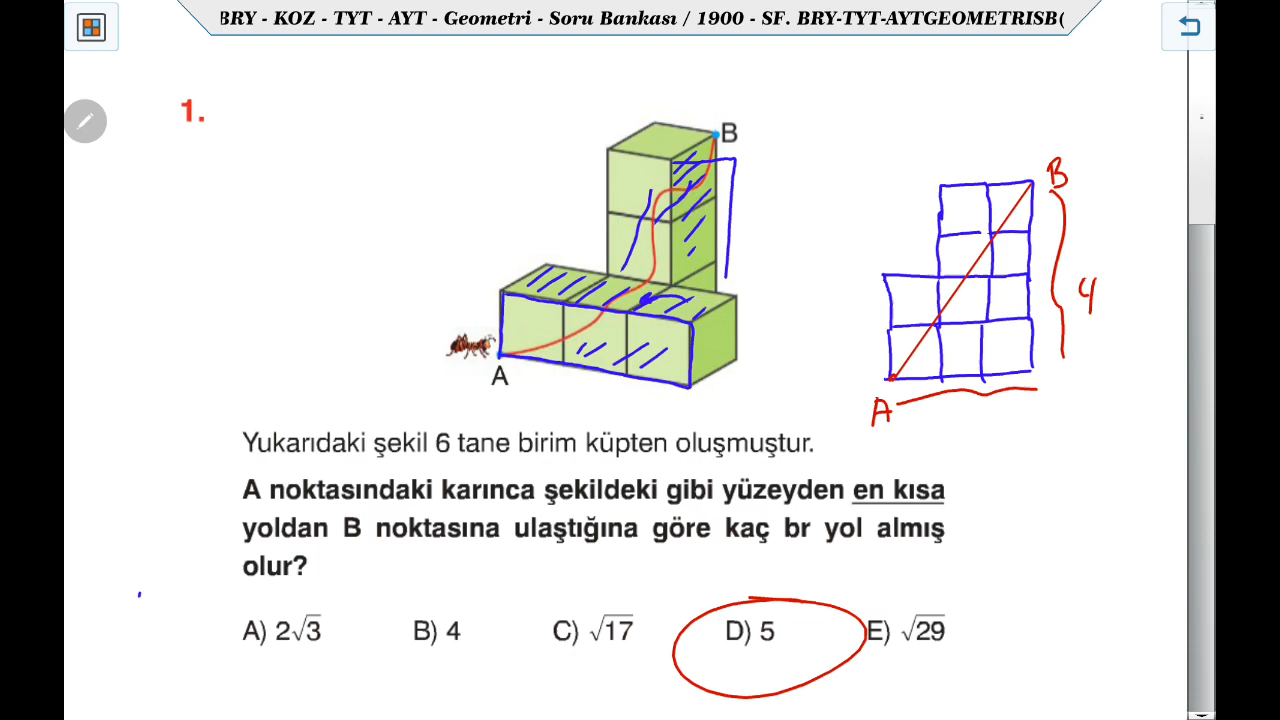 BRY - KOZ - TYT - AYT - Geometri - Soru Bankası / 1900 - SF. BRY-TYT-AYTGEOMETRISB(
1.
B
A
B
4
A
Yukarıdaki şekil 6 tane birim küpten oluşmuştur.
A noktasındaki karınca şekildeki gibi yüzeyden en kısa
yoldan B noktasına ulaştığına göre kaç br yol almış
olur?
A) 2√3 B) 4 C) √17 D) 5 E) √29